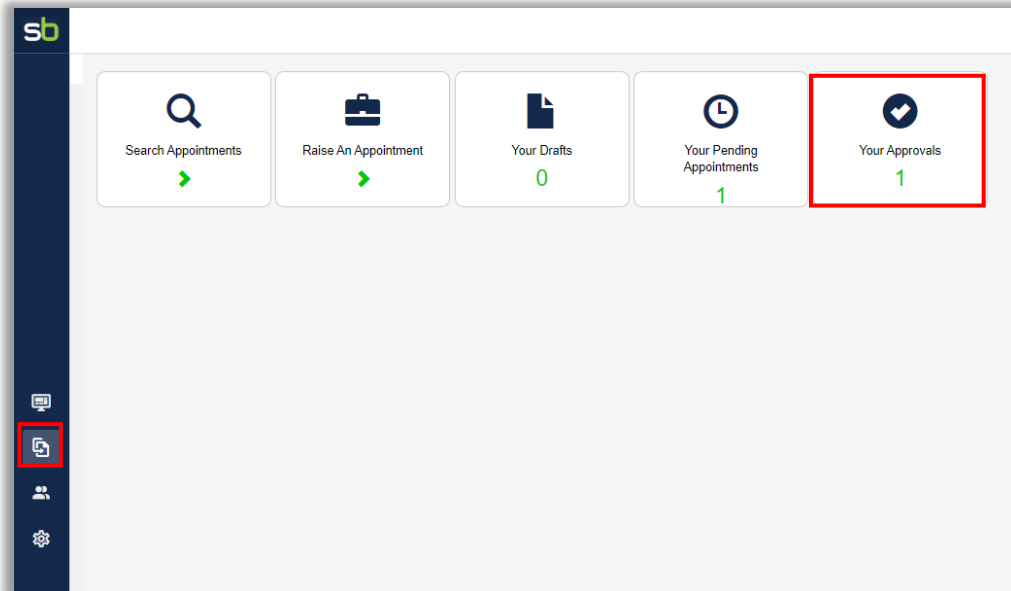 sb
Search Appointments
Raise An Appointment
Your Drafts
0
Your Pending
Appointments
1
Your Approvals
1